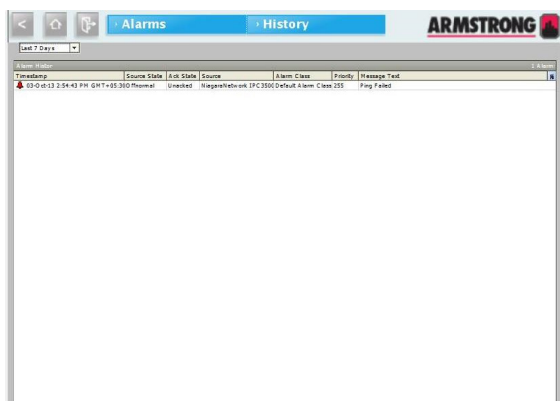 < › Alarms › History ARMSTRONG
Last 7 Days
Alarm Histor 1 Alarm
Timestamp Source State Ack State Source Alarm Class Priority Message Text
03-Oct-13 2:54:43 PM GMT+05:30 Offnormal Unacked NiagaraNetwork IPC3500 Default Alarm Class 255 Ping Failed